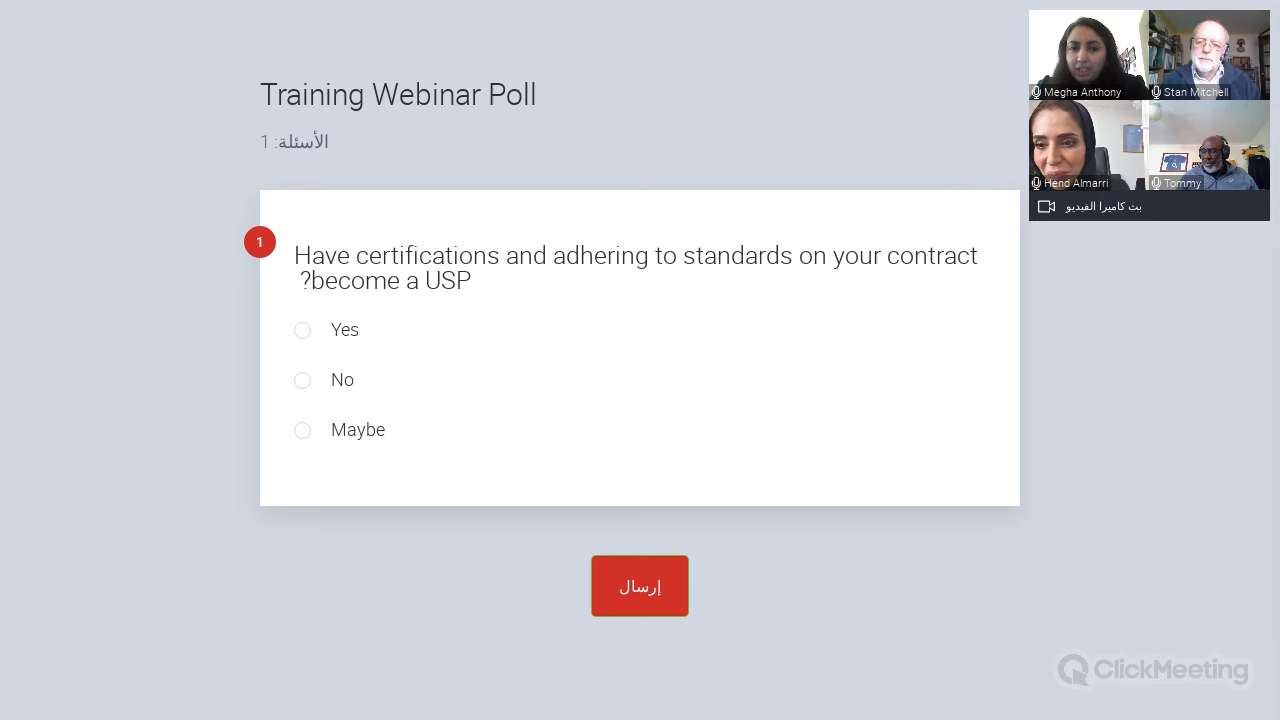 Training Webinar Poll
الأسئلة: 1
1
Have certifications and adhering to standards on your contract
?become a USP
Yes
No
Maybe
إرسال
Megha Anthony
Stan Mitchell
Hend Almarri
Tommy
بث كاميرا الفيديو
ClickMeeting